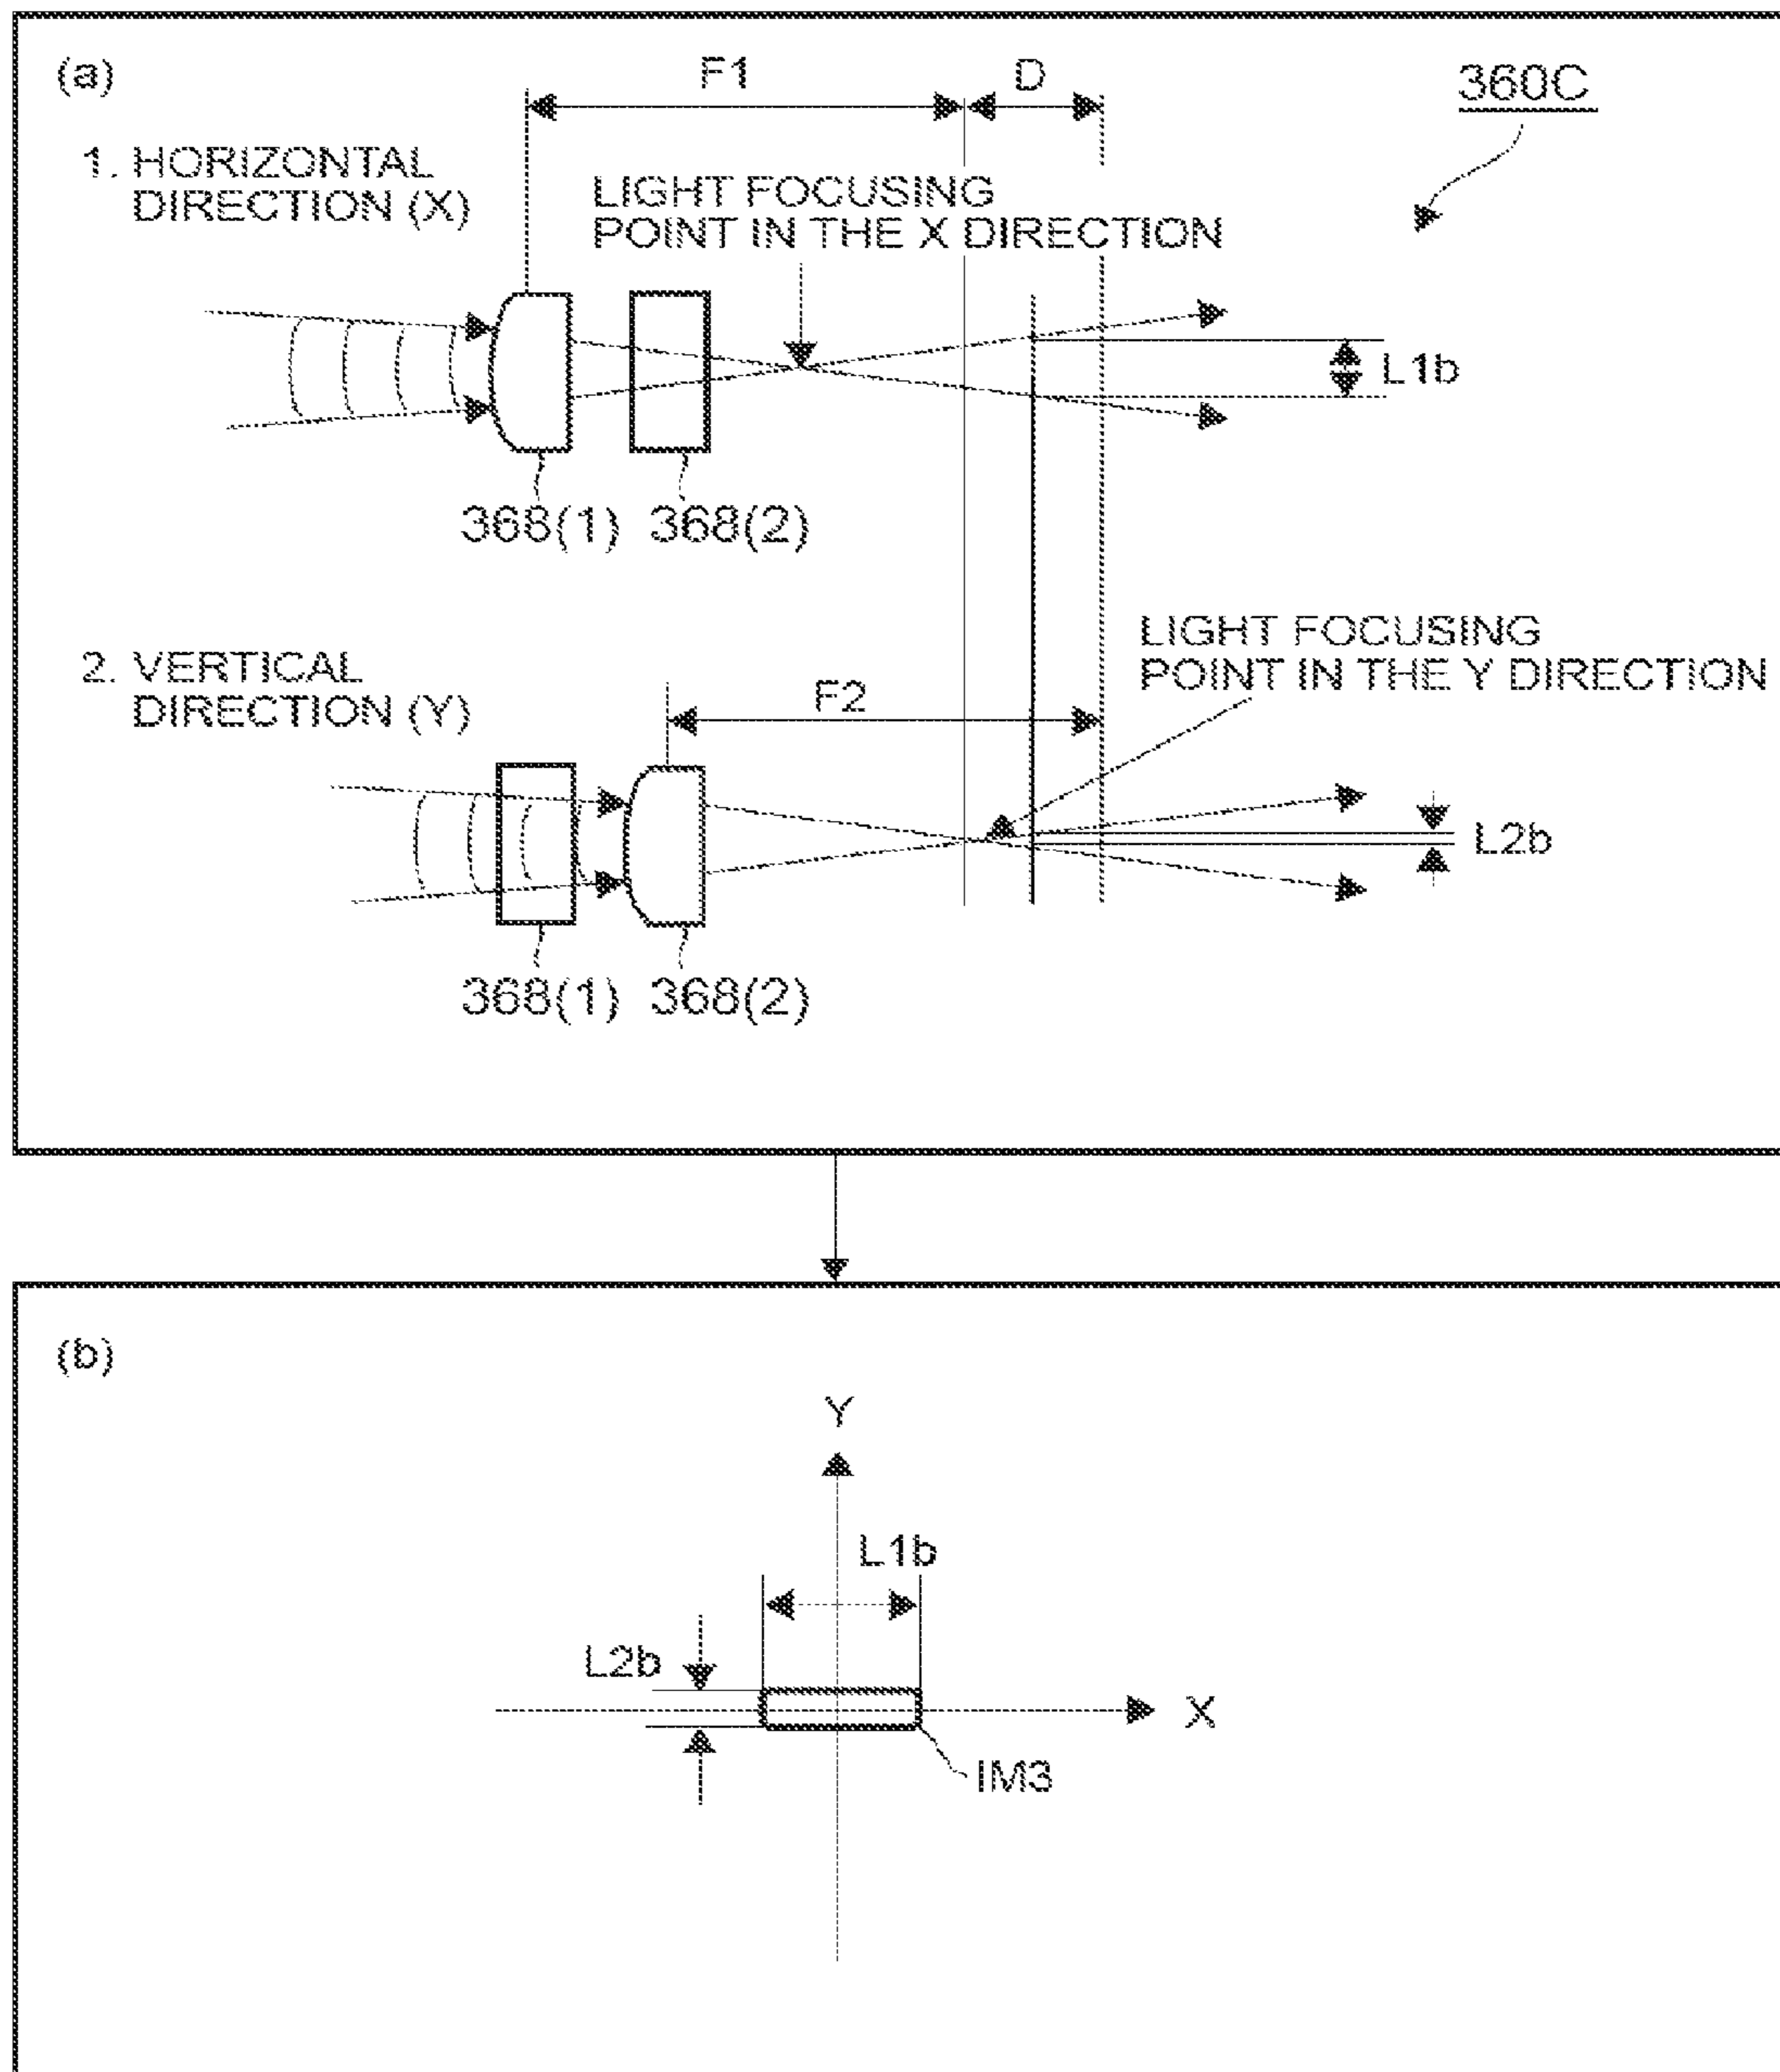 (a)
F1
D
360C
1. HORIZONTAL
DIRECTION (X)
LIGHT FOCUSING
POINT IN THE X DIRECTION
L1b
368(1)
368(2)
2. VERTICAL
DIRECTION (Y)
LIGHT FOCUSING
POINT IN THE Y DIRECTION
F2
L2b
368(1)
368(2)
(b)
Y
L1b
L2b
X
IM3